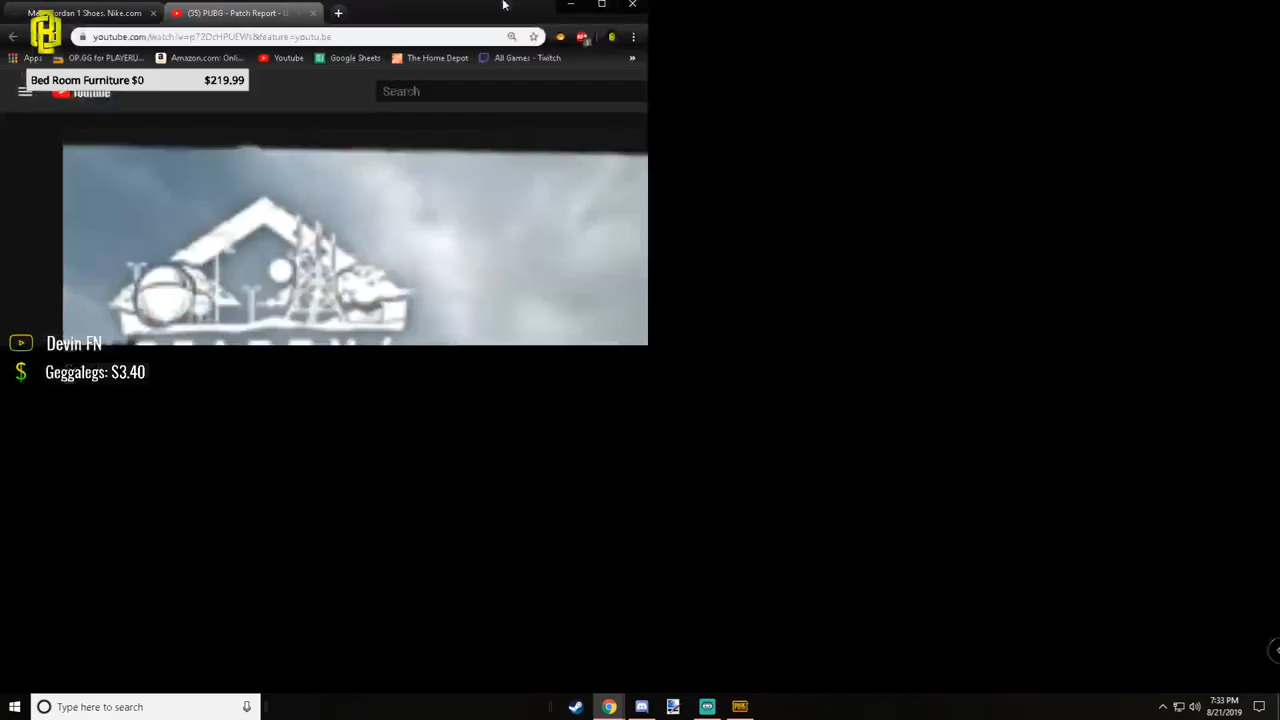 Jordan 1 Shoes. Nike.com
(35) PUBG - Patch Report -
youtube.com/watch?v=p72DcHPUEWs&feature=youtu.be
Apps
OP.GG for PLAYERU...
Amazon.com: Onli...
Youtube
Google Sheets
The Home Depot
All Games - Twitch
»
Bed Room Furniture $0 $219.99
YouTube
Search
Devin FN
$ Geggalegs: $3.40
Type here to search
PUBG
7:33 PM
8/21/2019